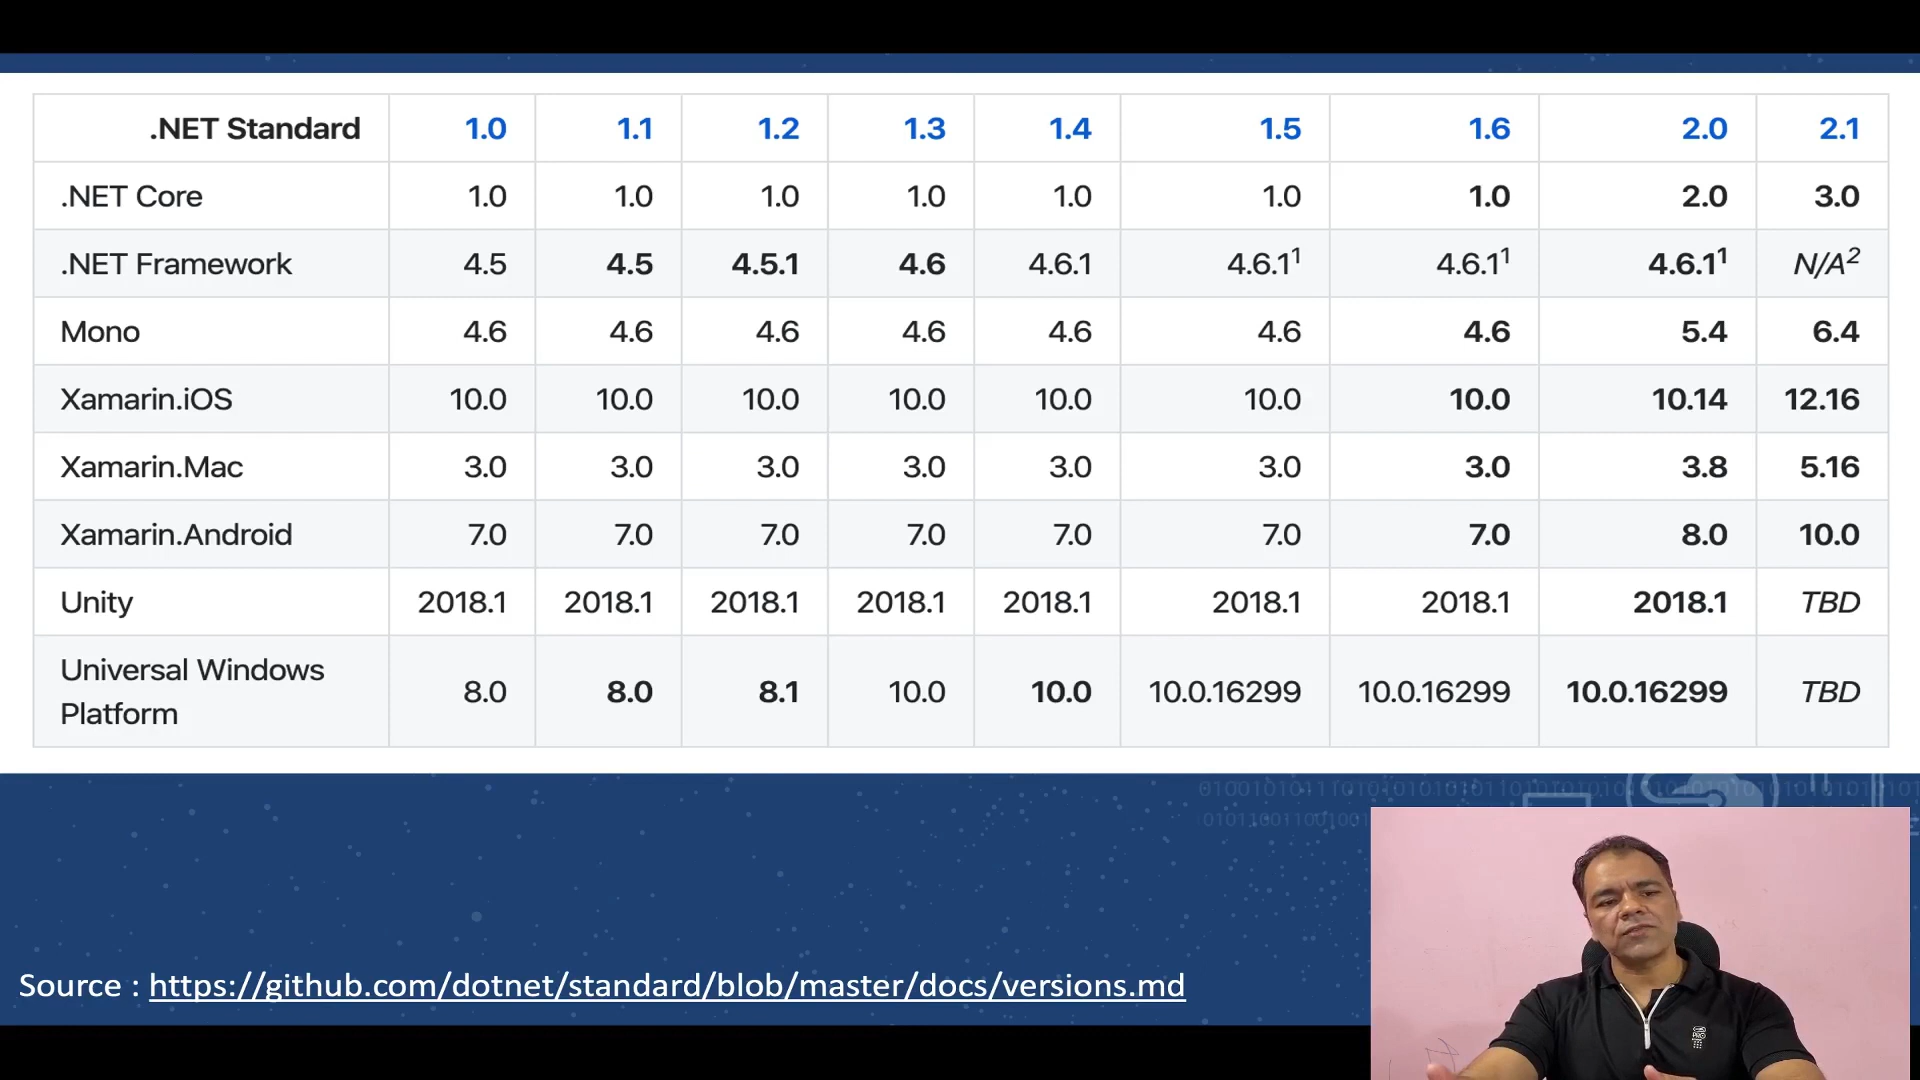 .NET Standard 1.0 1.1 1.2 1.3 1.4 1.5 1.6 2.0 2.1
.NET Core 1.0 1.0 1.0 1.0 1.0 1.0 1.0 2.0 3.0
.NET Framework 4.5 4.5 4.5.1 4.6 4.6.1 4.6.1¹ 4.6.1¹ 4.6.1¹ N/A²
Mono 4.6 4.6 4.6 4.6 4.6 4.6 4.6 5.4 6.4
Xamarin.iOS 10.0 10.0 10.0 10.0 10.0 10.0 10.0 10.14 12.16
Xamarin.Mac 3.0 3.0 3.0 3.0 3.0 3.0 3.0 3.8 5.16
Xamarin.Android 7.0 7.0 7.0 7.0 7.0 7.0 7.0 8.0 10.0
Unity 2018.1 2018.1 2018.1 2018.1 2018.1 2018.1 2018.1 2018.1 TBD
Universal Windows
Platform 8.0 8.0 8.1 10.0 10.0 10.0.16299 10.0.16299 10.0.16299 TBD
Source : https://github.com/dotnet/standard/blob/master/docs/versions.md